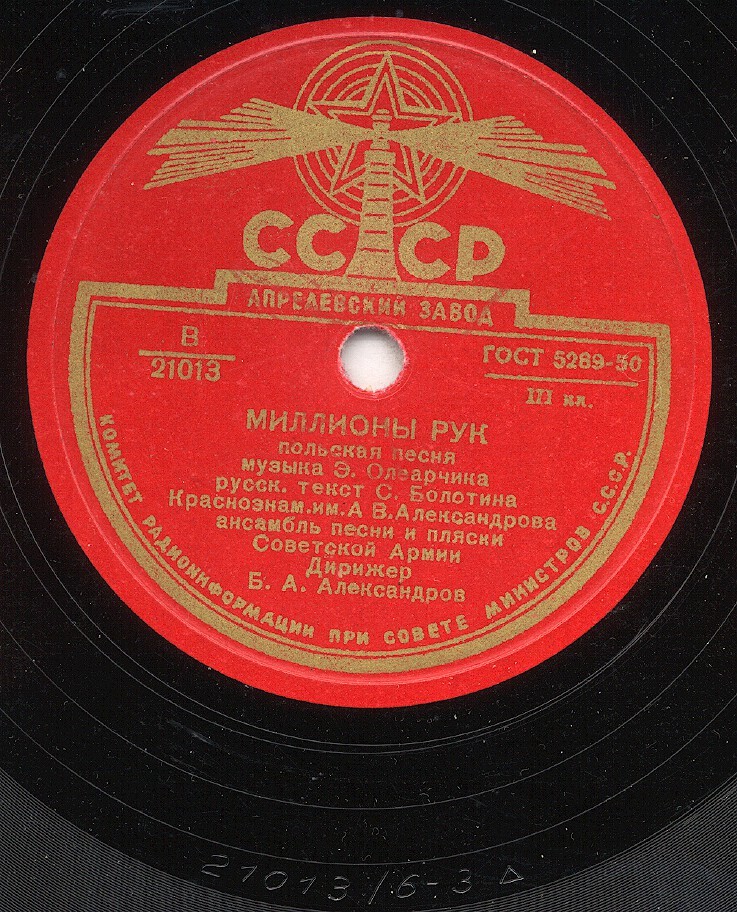 СССР
АПРЕЛЕВСКИЙ ЗАВОД
В
21013
ГОСТ 5289-50
III кл.
МИЛЛИОНЫ РУК
польская песня
музыка Э. Олеарчика
русск. текст С. Болотина
Краснознам.им.А В.Александрова
ансамбль песни и пляски
Советской Армии
Дирижер
Б. А. Александров
КОМИТЕТ РАДИОИНФОРМАЦИИ ПРИ СОВЕТЕ МИНИСТРОВ СССР.
21013/6-3 Δ